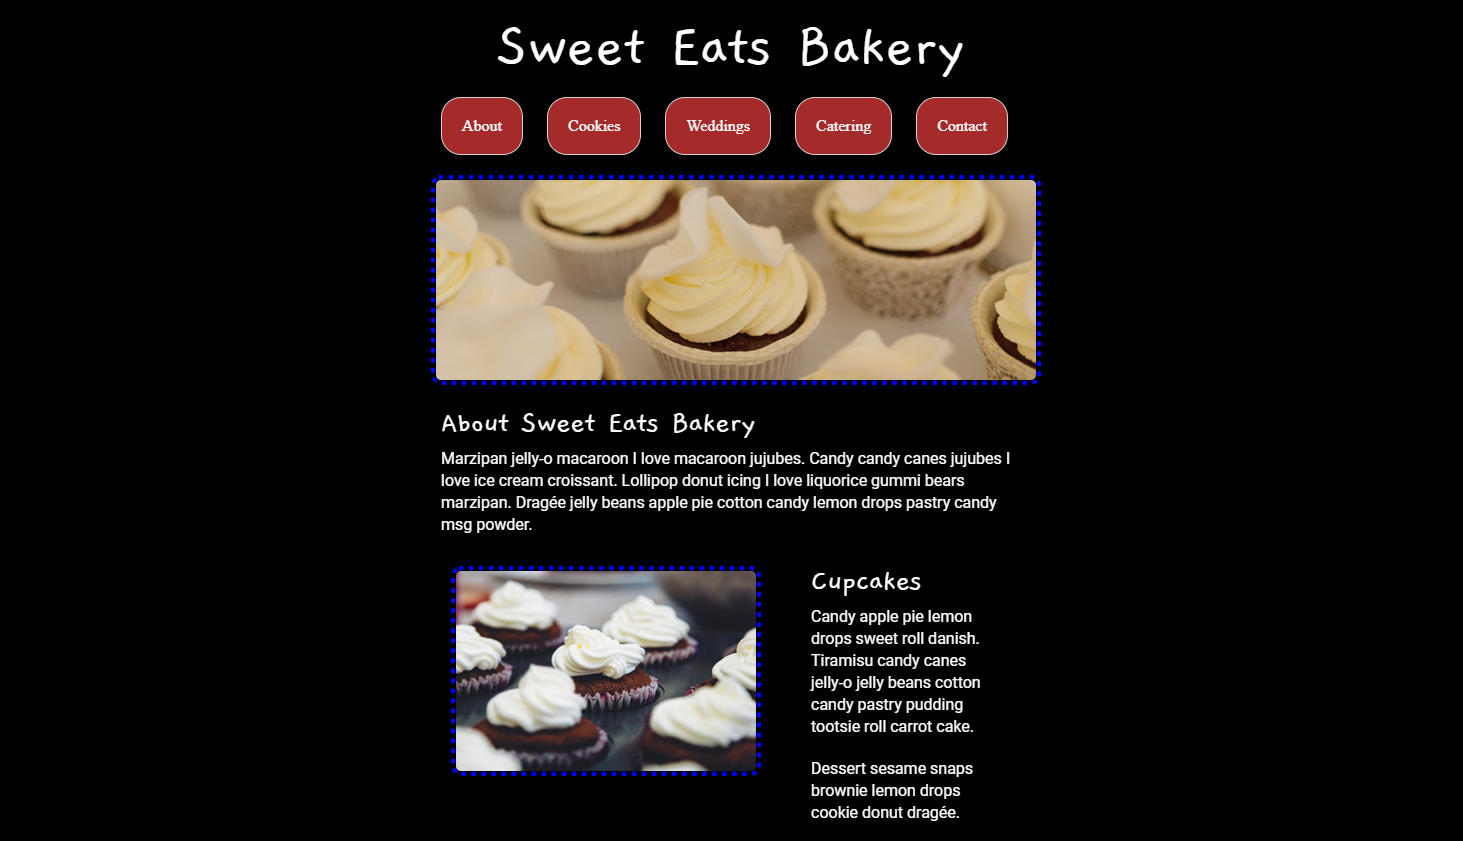 Sweet Eats Bakery
About Cookies Weddings Catering Contact
About Sweet Eats Bakery
Marzipan jelly-o macaroon I love macaroon jujubes. Candy candy canes jujubes I
love ice cream croissant. Lollipop donut icing I love liquorice gummi bears
marzipan. Dragée jelly beans apple pie cotton candy lemon drops pastry candy
msg powder.
Cupcakes
Candy apple pie lemon
drops sweet roll danish.
Tiramisu candy canes
jelly-o jelly beans cotton
candy pastry pudding
tootsie roll carrot cake.
Dessert sesame snaps
brownie lemon drops
cookie donut dragée.